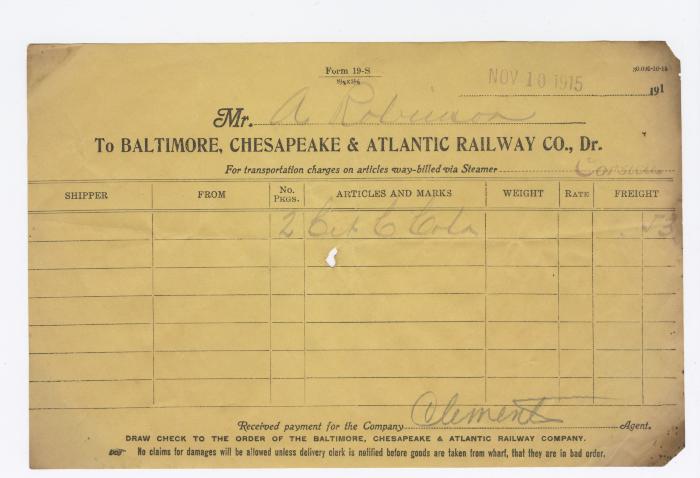 Form 19-S
NOV 10 1915
191
Mr. A Robinson
To BALTIMORE, CHESAPEAKE & ATLANTIC RAILWAY CO., Dr.
For transportation charges on articles way-billed via Steamer
SHIPPER FROM No. PKGS. ARTICLES AND MARKS WEIGHT RATE FREIGHT
2 C Cola 53
Received payment for the Company Clement Agent.
DRAW CHECK TO THE ORDER OF THE BALTIMORE, CHESAPEAKE & ATLANTIC RAILWAY COMPANY.
No claims for damages will be allowed unless delivery clerk is notified before goods are taken from wharf, that they are in bad order.